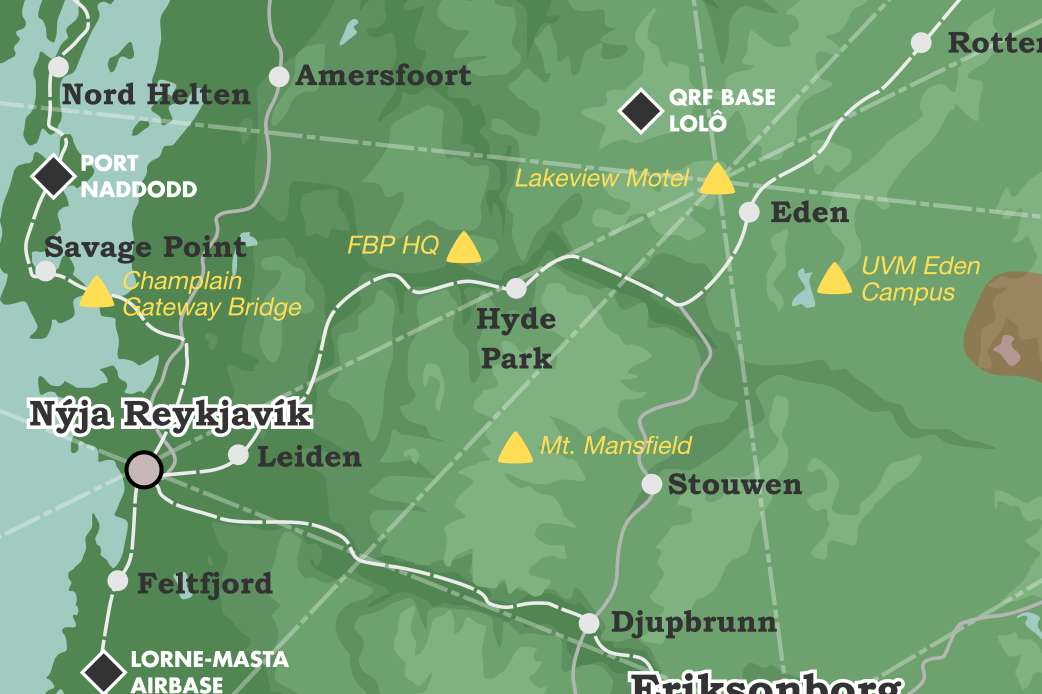 Rotter
Amersfoort
Nord Helten
QRF BASE
LOLÔ
PORT
NADDODD
Lakeview Motel
Eden
Savage Point
FBP HQ
UVM Eden
Campus
Champlain
Gateway Bridge
Hyde
Park
Nýja Reykjavík
Mt. Mansfield
Leiden
Stouwen
Feltfjord
Djupbrunn
LORNE-MASTA
AIRBASE
Eriksonborg